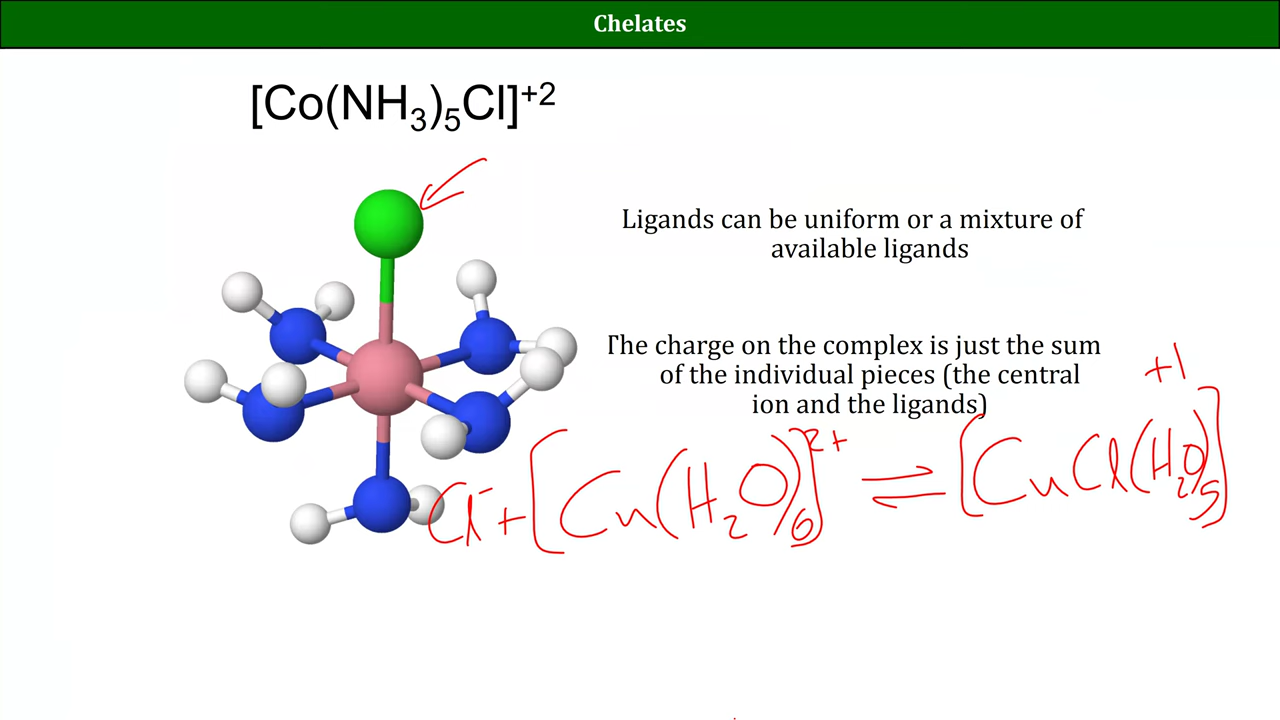 Chelates
[Co(NH₃)₅Cl]⁺²
Ligands can be uniform or a mixture of
available ligands
The charge on the complex is just the sum
of the individual pieces (the central
ion and the ligands)
Cl⁻ + [Cu(H₂O)₆]²⁺ ⇌ [CuCl(H₂O)₅]⁺¹